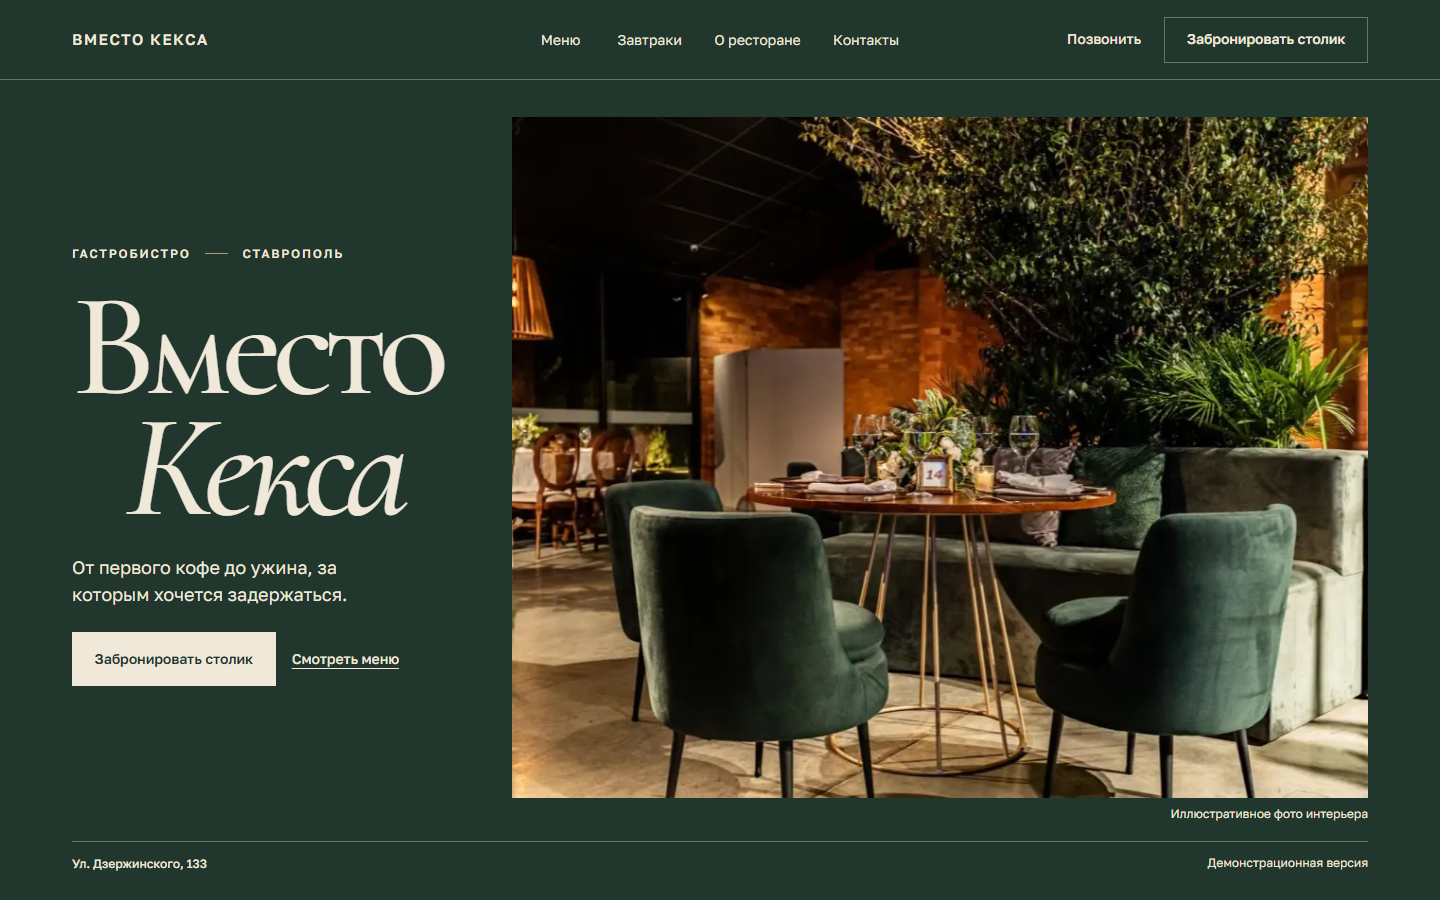 ВМЕСТО КЕКСА
Меню
Завтраки
О ресторане
Контакты
Позвонить
Забронировать столик
ГАСТРОБИСТРО — СТАВРОПОЛЬ
Вместо
Кекса
От первого кофе до ужина, за
которым хочется задержаться.
Забронировать столик
Смотреть меню
14
Иллюстративное фото интерьера
Ул. Дзержинского, 133
Демонстрационная версия